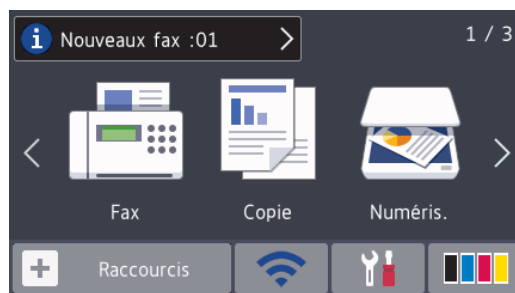 Nouveaux fax :01
1 / 3
Fax
Copie
Numéris.
Raccourcis